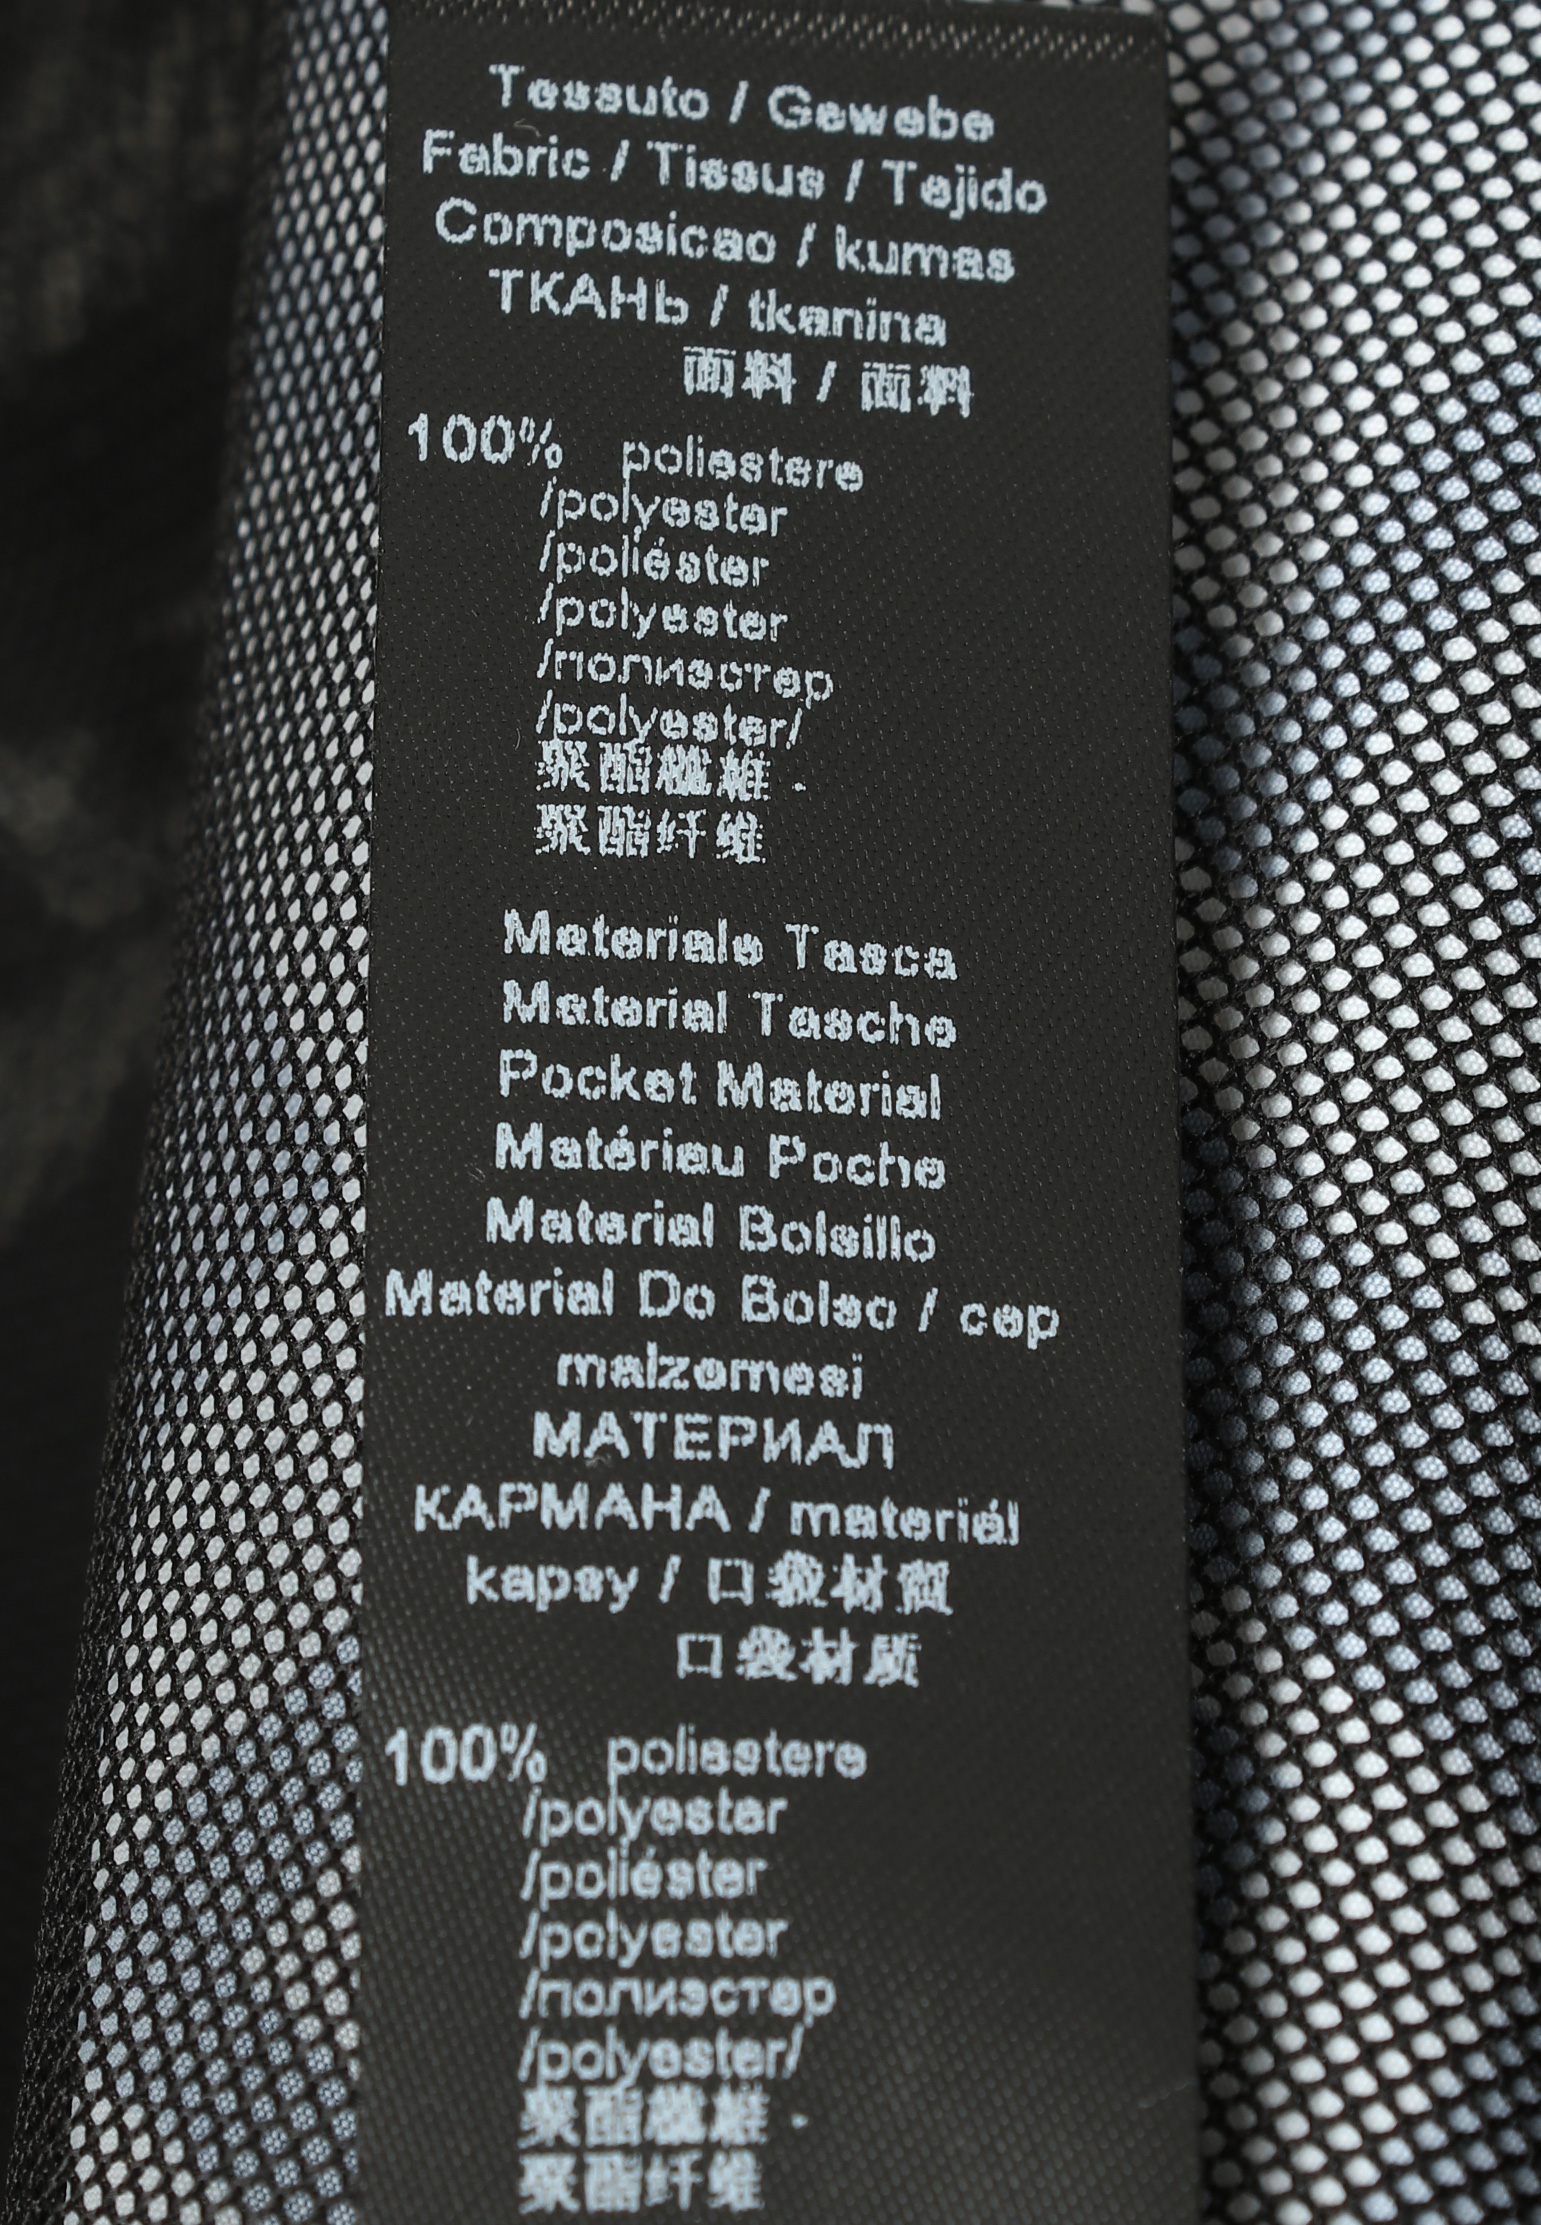 Tessuto / Gewebe
Fabric / Tissus / Tejido
Composicao / kumas
ТКАНЬ / tkanina
面料 / 面料
100% poliestere
/polyester
/poliéster
/polyester
/полиэстер
/polyester/
聚酯纖維 -
聚酯纤维
Materiale Tasca
Material Tasche
Pocket Material
Matériau Poche
Material Bolsillo
Material Do Bolso / cep
malzemesi
МАТЕРИАЛ
КАРМАНА / materiál
kapsy / 口袋材質
口袋材质
100% poliestere
/polyester
/poliéster
/polyester
/полиэстер
/polyester/
聚酯纖維 -
聚酯纤维